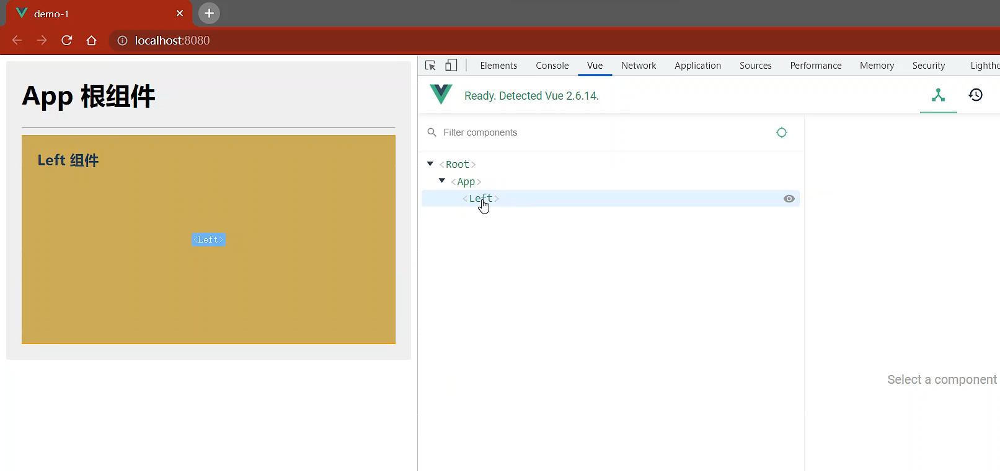 demo-1
localhost:8080
App 根组件
Left 组件
<Left>
Elements Console Vue Network Application Sources Performance Memory Security Lightho
Ready. Detected Vue 2.6.14.
Filter components
<Root>
<App>
<Left>
Select a component